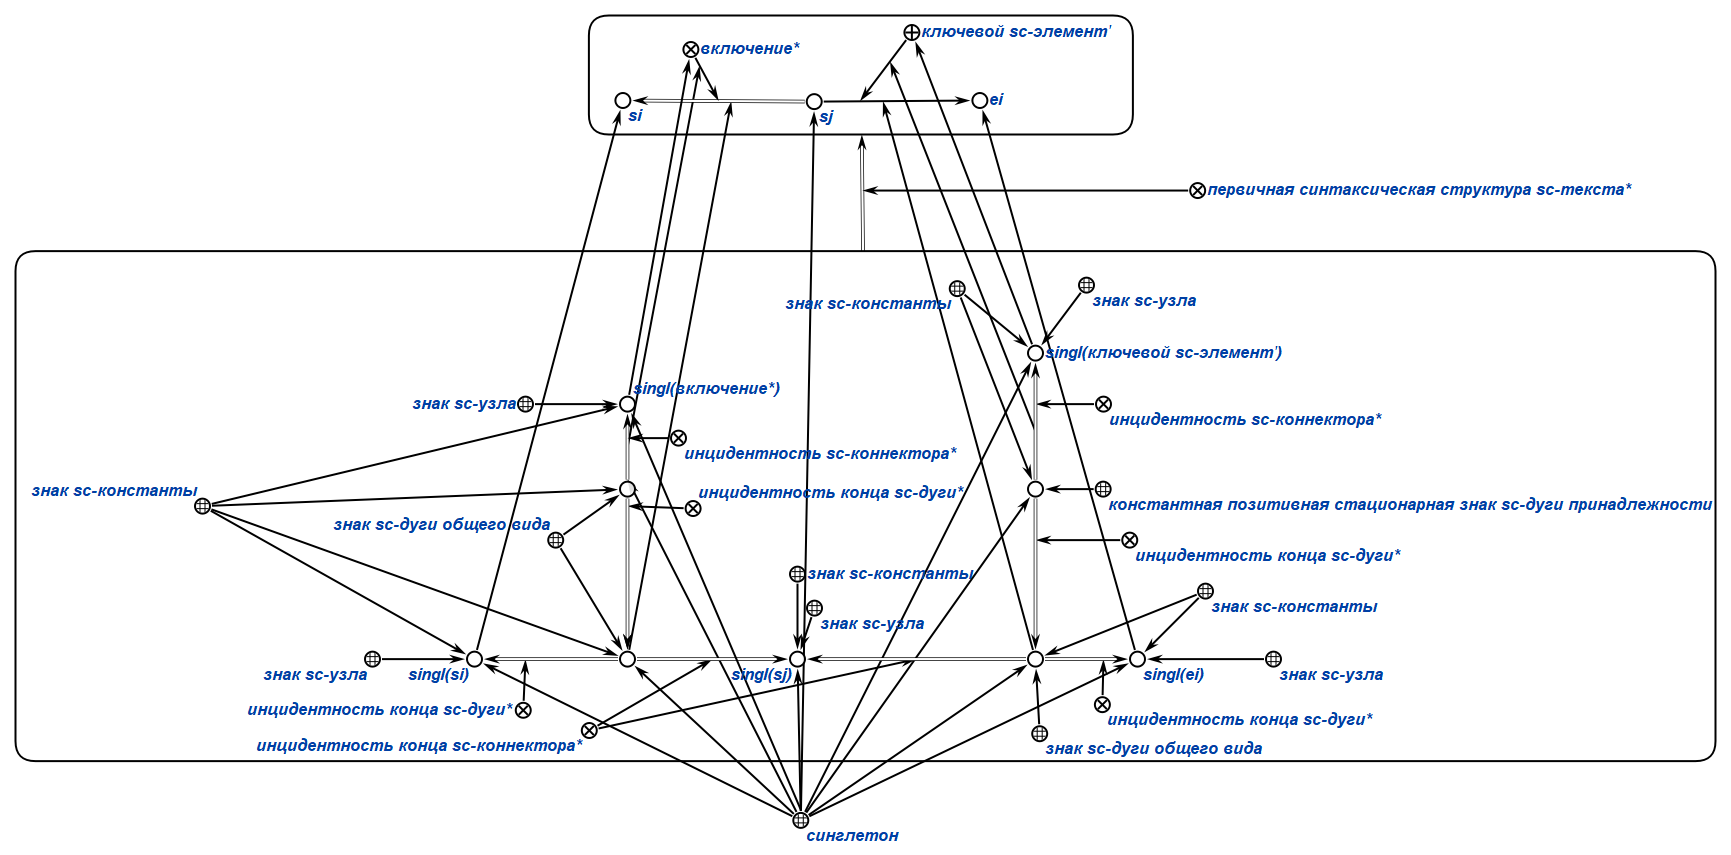 ключевой sc-элемент'
включение*
ei
si
sj
первичная синтаксическая структура sc-текста*
знак sc-константы
знак sc-узла
singl(ключевой sc-элемент')
singl(включение*)
знак sc-узла
инцидентность sc-коннектора*
инцидентность sc-коннектора*
знак sc-константы
инцидентность конца sc-дуги*
константная позитивная стационарная знак sc-дуги принадлежности
знак sc-дуги общего вида
инцидентность конца sc-дуги*
знак sc-константы
знак sc-константы
знак sc-узла
знак sc-узла
singl(si)
singl(sj)
singl(ei)
знак sc-узла
инцидентность конца sc-дуги*
инцидентность конца sc-дуги*
инцидентность конца sc-коннектора*
знак sc-дуги общего вида
синглетон